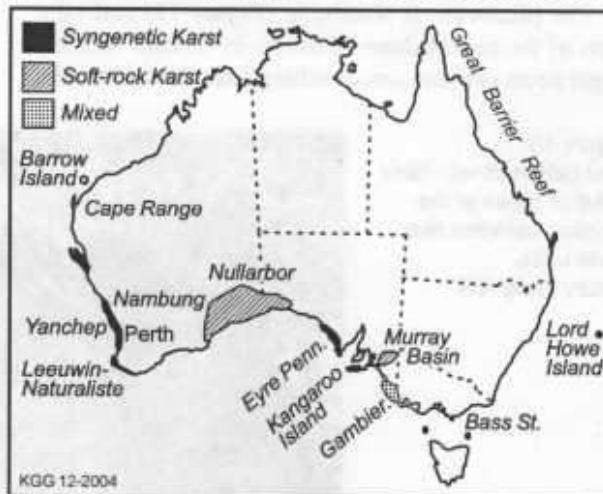 Syngenetic Karst
Soft-rock Karst
Mixed
Great Barrier Reef
Barrow
Island
Cape Range
Nullarbor
Nambung
Yanchep
Perth
Leeuwin-
Naturaliste
Eyre Penn.
Kangaroo
Island
Gambier
Murray
Basin
Lord
Howe
Island
Bass St.
KGG 12-2004